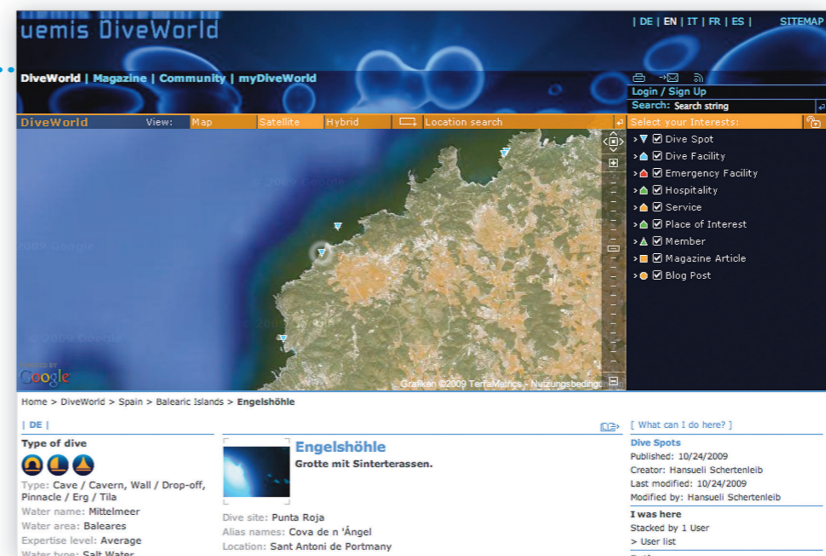 uemis DiveWorld
| DE | EN | IT | FR | ES | SITEMAP
DiveWorld | Magazine | Community | myDiveWorld
Login / Sign Up
Search: Search string
DiveWorld View: Map Satellite Hybrid Location search
Select your Interests:
Dive Spot
Dive Facility
Emergency Facility
Hospitality
Service
Place of Interest
Member
Magazine Article
Blog Post
POWERED BY
Google
Grafiken ©2009 TerraMetrics - Nutzungsbeding
Home > DiveWorld > Spain > Balearic Islands > Engelshöhle
| DE |
Type of dive
Type: Cave / Cavern, Wall / Drop-off,
Pinnacle / Erg / Tila
Water name: Mittelmeer
Water area: Baleares
Expertise level: Average
Water type: Salt Water
Engelshöhle
Grotte mit Sinterterassen.
Dive site: Punta Roja
Alias names: Cova de n 'Ángel
Location: Sant Antoni de Portmany
[ What can I do here? ]
Dive Spots
Published: 10/24/2009
Creator: Hansueli Schertenleib
Last modified: 10/24/2009
Modified by: Hansueli Schertenleib
I was here
Stacked by 1 User
> User list